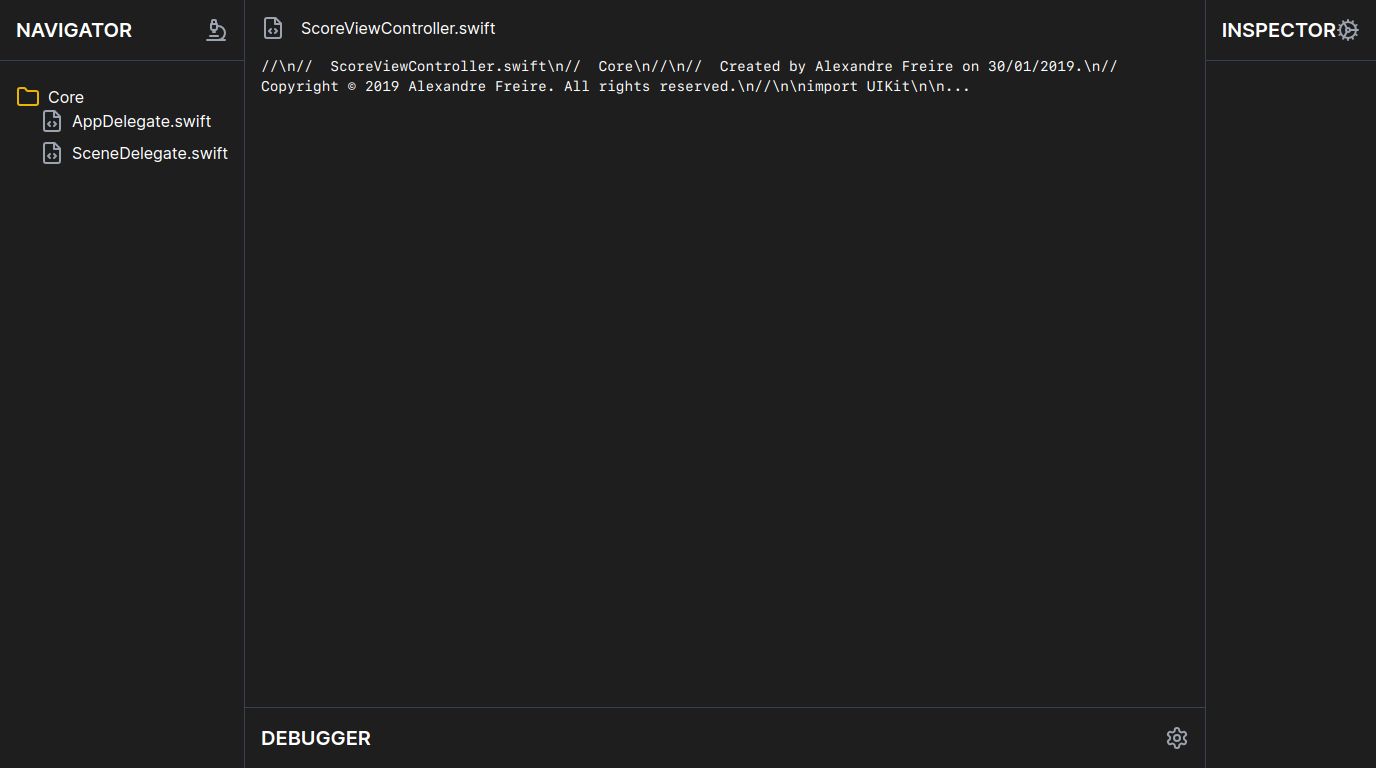 NAVIGATOR
Core
AppDelegate.swift
SceneDelegate.swift
ScoreViewController.swift
//\n//  ScoreViewController.swift\n//  Core\n//\n//  Created by Alexandre Freire on 30/01/2019.\n//
Copyright © 2019 Alexandre Freire. All rights reserved.\n//\n\nimport UIKit\n\n...
DEBUGGER
INSPECTOR